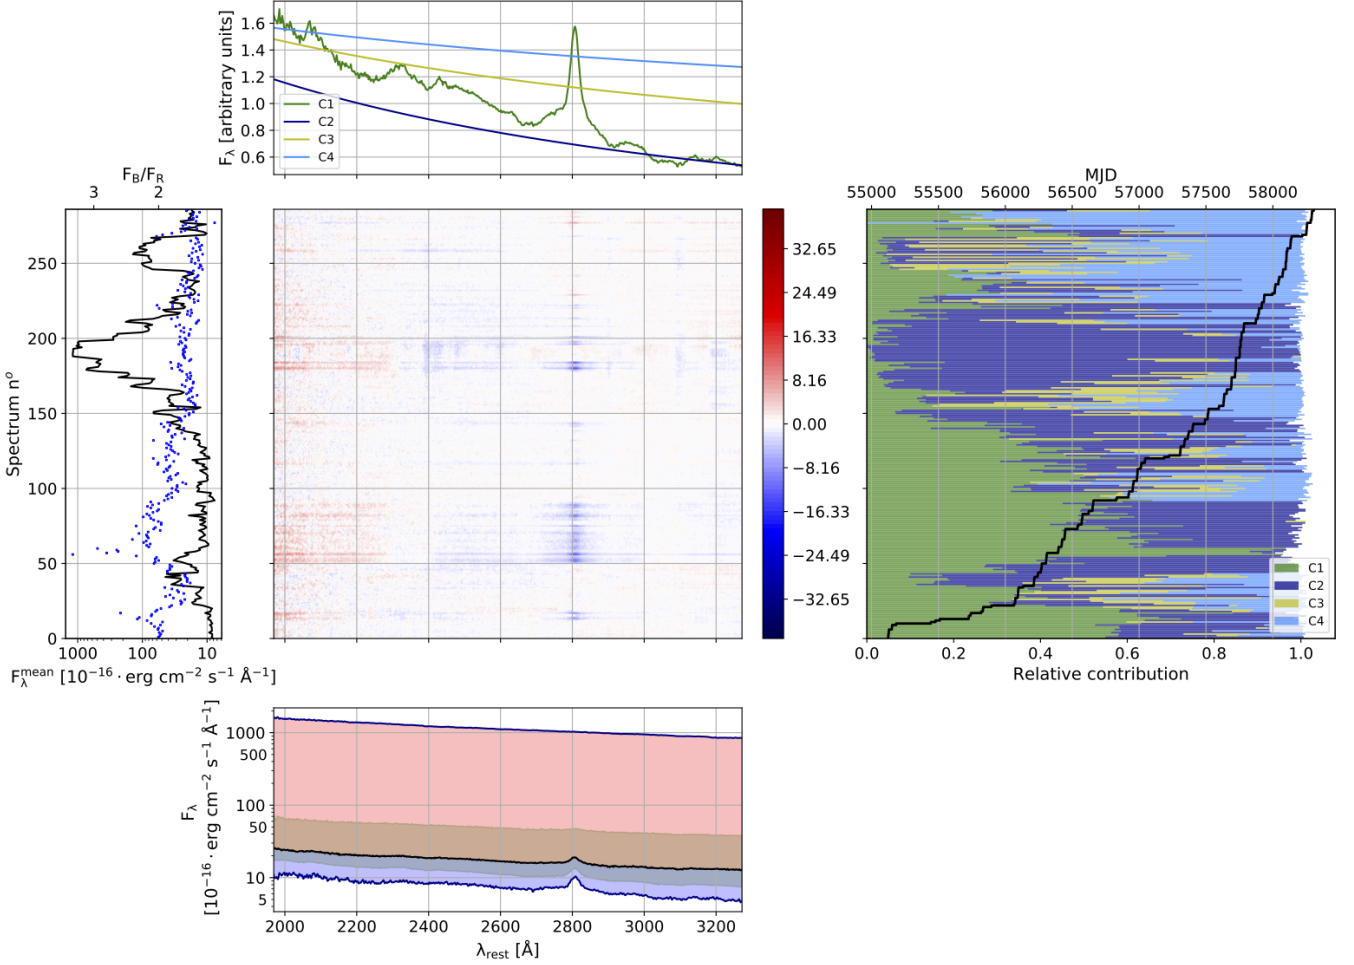 F_λ [arbitrary units]
1.6
1.4
1.2
1.0
0.8
0.6
C1
C2
C3
C4
F_B/F_R
3 2
Spectrum n^o
250
200
150
100
50
0
1000 100 10
F_λ^mean [10^−16 · erg cm^−2 s^−1 Å^−1]
32.65
24.49
16.33
8.16
0.00
−8.16
−16.33
−24.49
−32.65
MJD
55000 55500 56000 56500 57000 57500 58000
C1
C2
C3
C4
0.0 0.2 0.4 0.6 0.8 1.0
Relative contribution
F_λ
[10^−16 · erg cm^−2 s^−1 Å^−1]
1000
500
100
50
10
5
2000 2200 2400 2600 2800 3000 3200
λ_rest [Å]